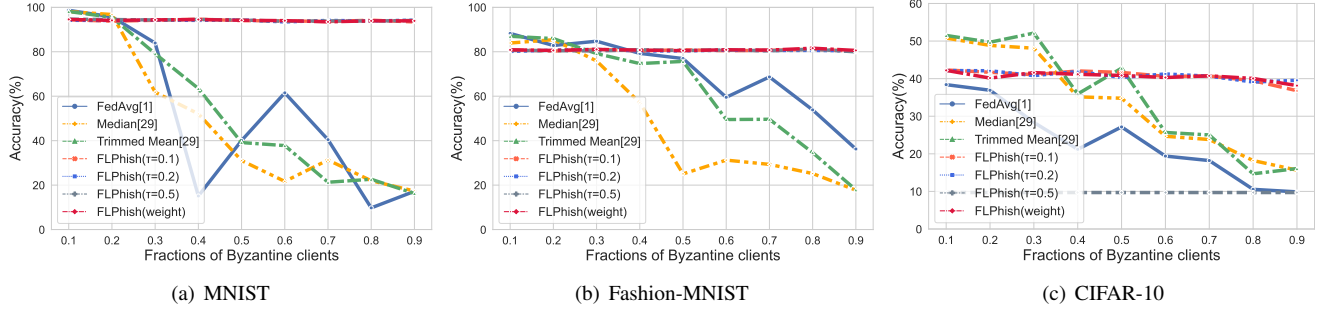 100
80
60
40
20
0
Accuracy(%)
FedAvg[1]
Median[29]
Trimmed Mean[29]
FLPhish(τ=0.1)
FLPhish(τ=0.2)
FLPhish(τ=0.5)
FLPhish(weight)
0.1 0.2 0.3 0.4 0.5 0.6 0.7 0.8 0.9
Fractions of Byzantine clients
(a) MNIST
100
80
60
40
20
0
Accuracy(%)
FedAvg[1]
Median[29]
Trimmed Mean[29]
FLPhish(τ=0.1)
FLPhish(τ=0.2)
FLPhish(τ=0.5)
FLPhish(weight)
0.1 0.2 0.3 0.4 0.5 0.6 0.7 0.8 0.9
Fractions of Byzantine clients
(b) Fashion-MNIST
60
50
40
30
20
10
0
Accuracy(%)
FedAvg[1]
Median[29]
Trimmed Mean[29]
FLPhish(τ=0.1)
FLPhish(τ=0.2)
FLPhish(τ=0.5)
FLPhish(weight)
0.1 0.2 0.3 0.4 0.5 0.6 0.7 0.8 0.9
Fractions of Byzantine clients
(c) CIFAR-10